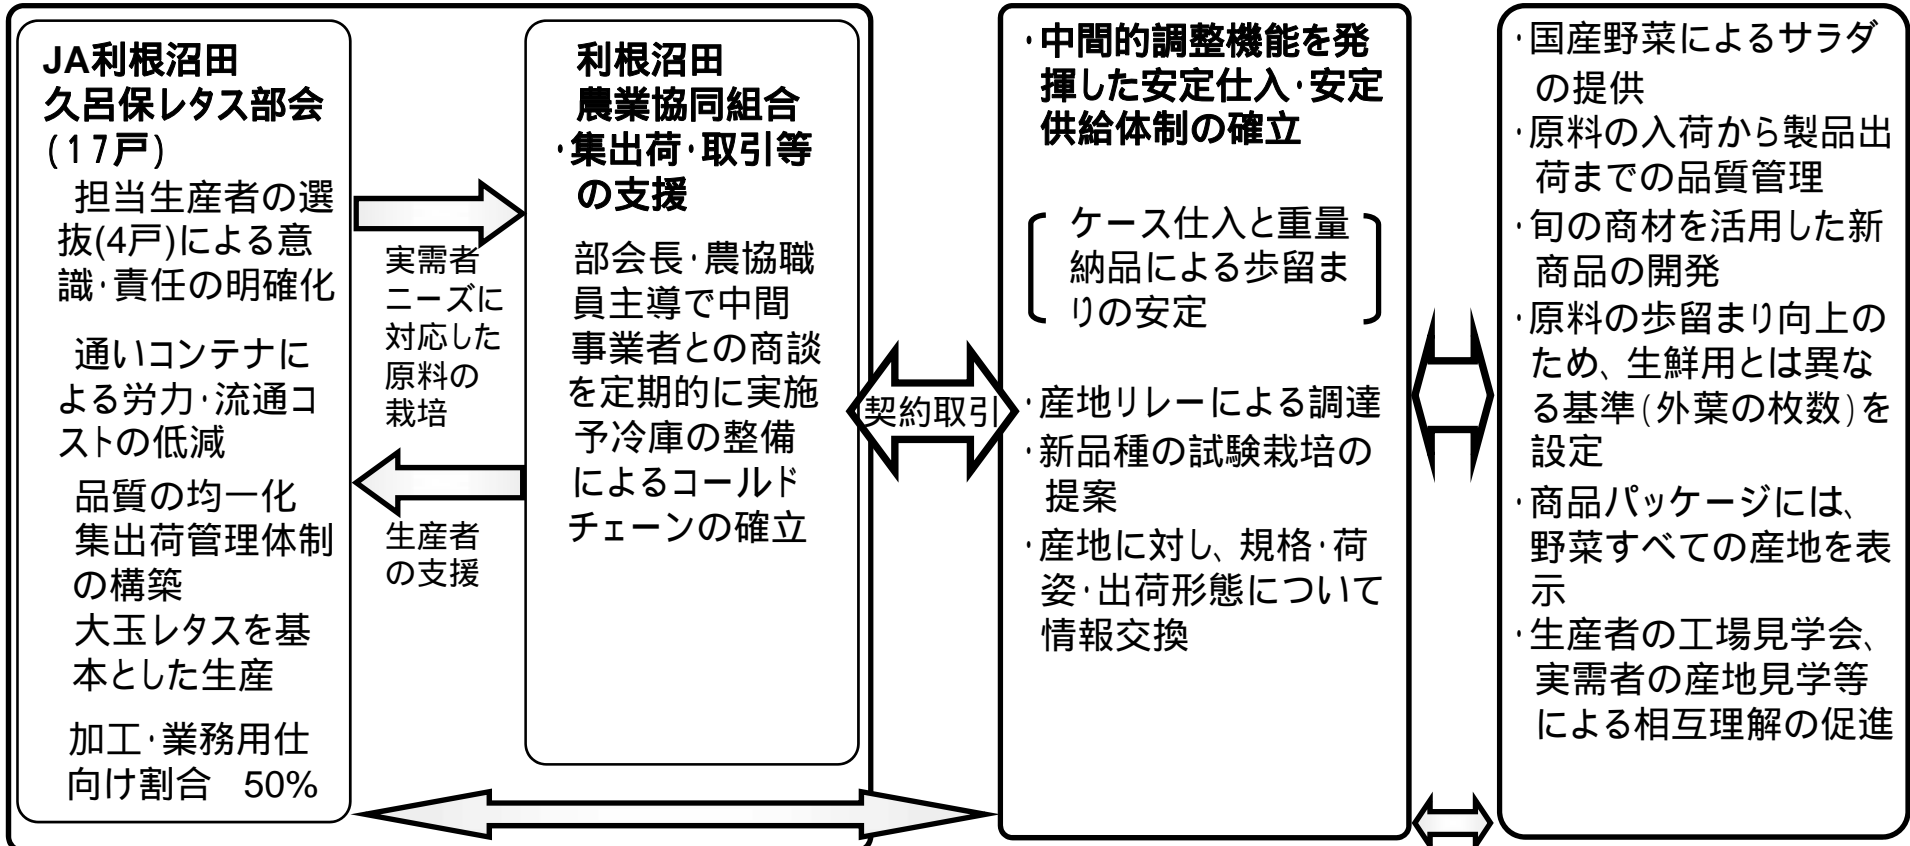 JA利根沼田
久呂保レタス部会
(17戸)
担当生産者の選
抜(4戸)による意
識・責任の明確化
通いコンテナに
よる労力・流通コ
ストの低減
品質の均一化
集出荷管理体制
の構築
大玉レタスを基
本とした生産
加工・業務用仕
向け割合 50%
実需者
ニーズに
対応した
原料の
栽培
生産者
の支援
利根沼田
農業協同組合
・集出荷・取引等
の支援
部会長・農協職
員主導で中間
事業者との商談
を定期的に実施
予冷庫の整備
によるコールド
チェーンの確立
契約取引
・中間的調整機能を発
揮した安定仕入・安定
供給体制の確立
ケース仕入と重量
納品による歩留ま
りの安定
・産地リレーによる調達
・新品種の試験栽培の
提案
・産地に対し、規格・荷
姿・出荷形態について
情報交換
・国産野菜によるサラダ
の提供
・原料の入荷から製品出
荷までの品質管理
・旬の商材を活用した新
商品の開発
・原料の歩留まり向上の
ため、生鮮用とは異な
る基準(外葉の枚数)を
設定
・商品パッケージには、
野菜すべての産地を表
示
・生産者の工場見学会、
実需者の産地見学等
による相互理解の促進